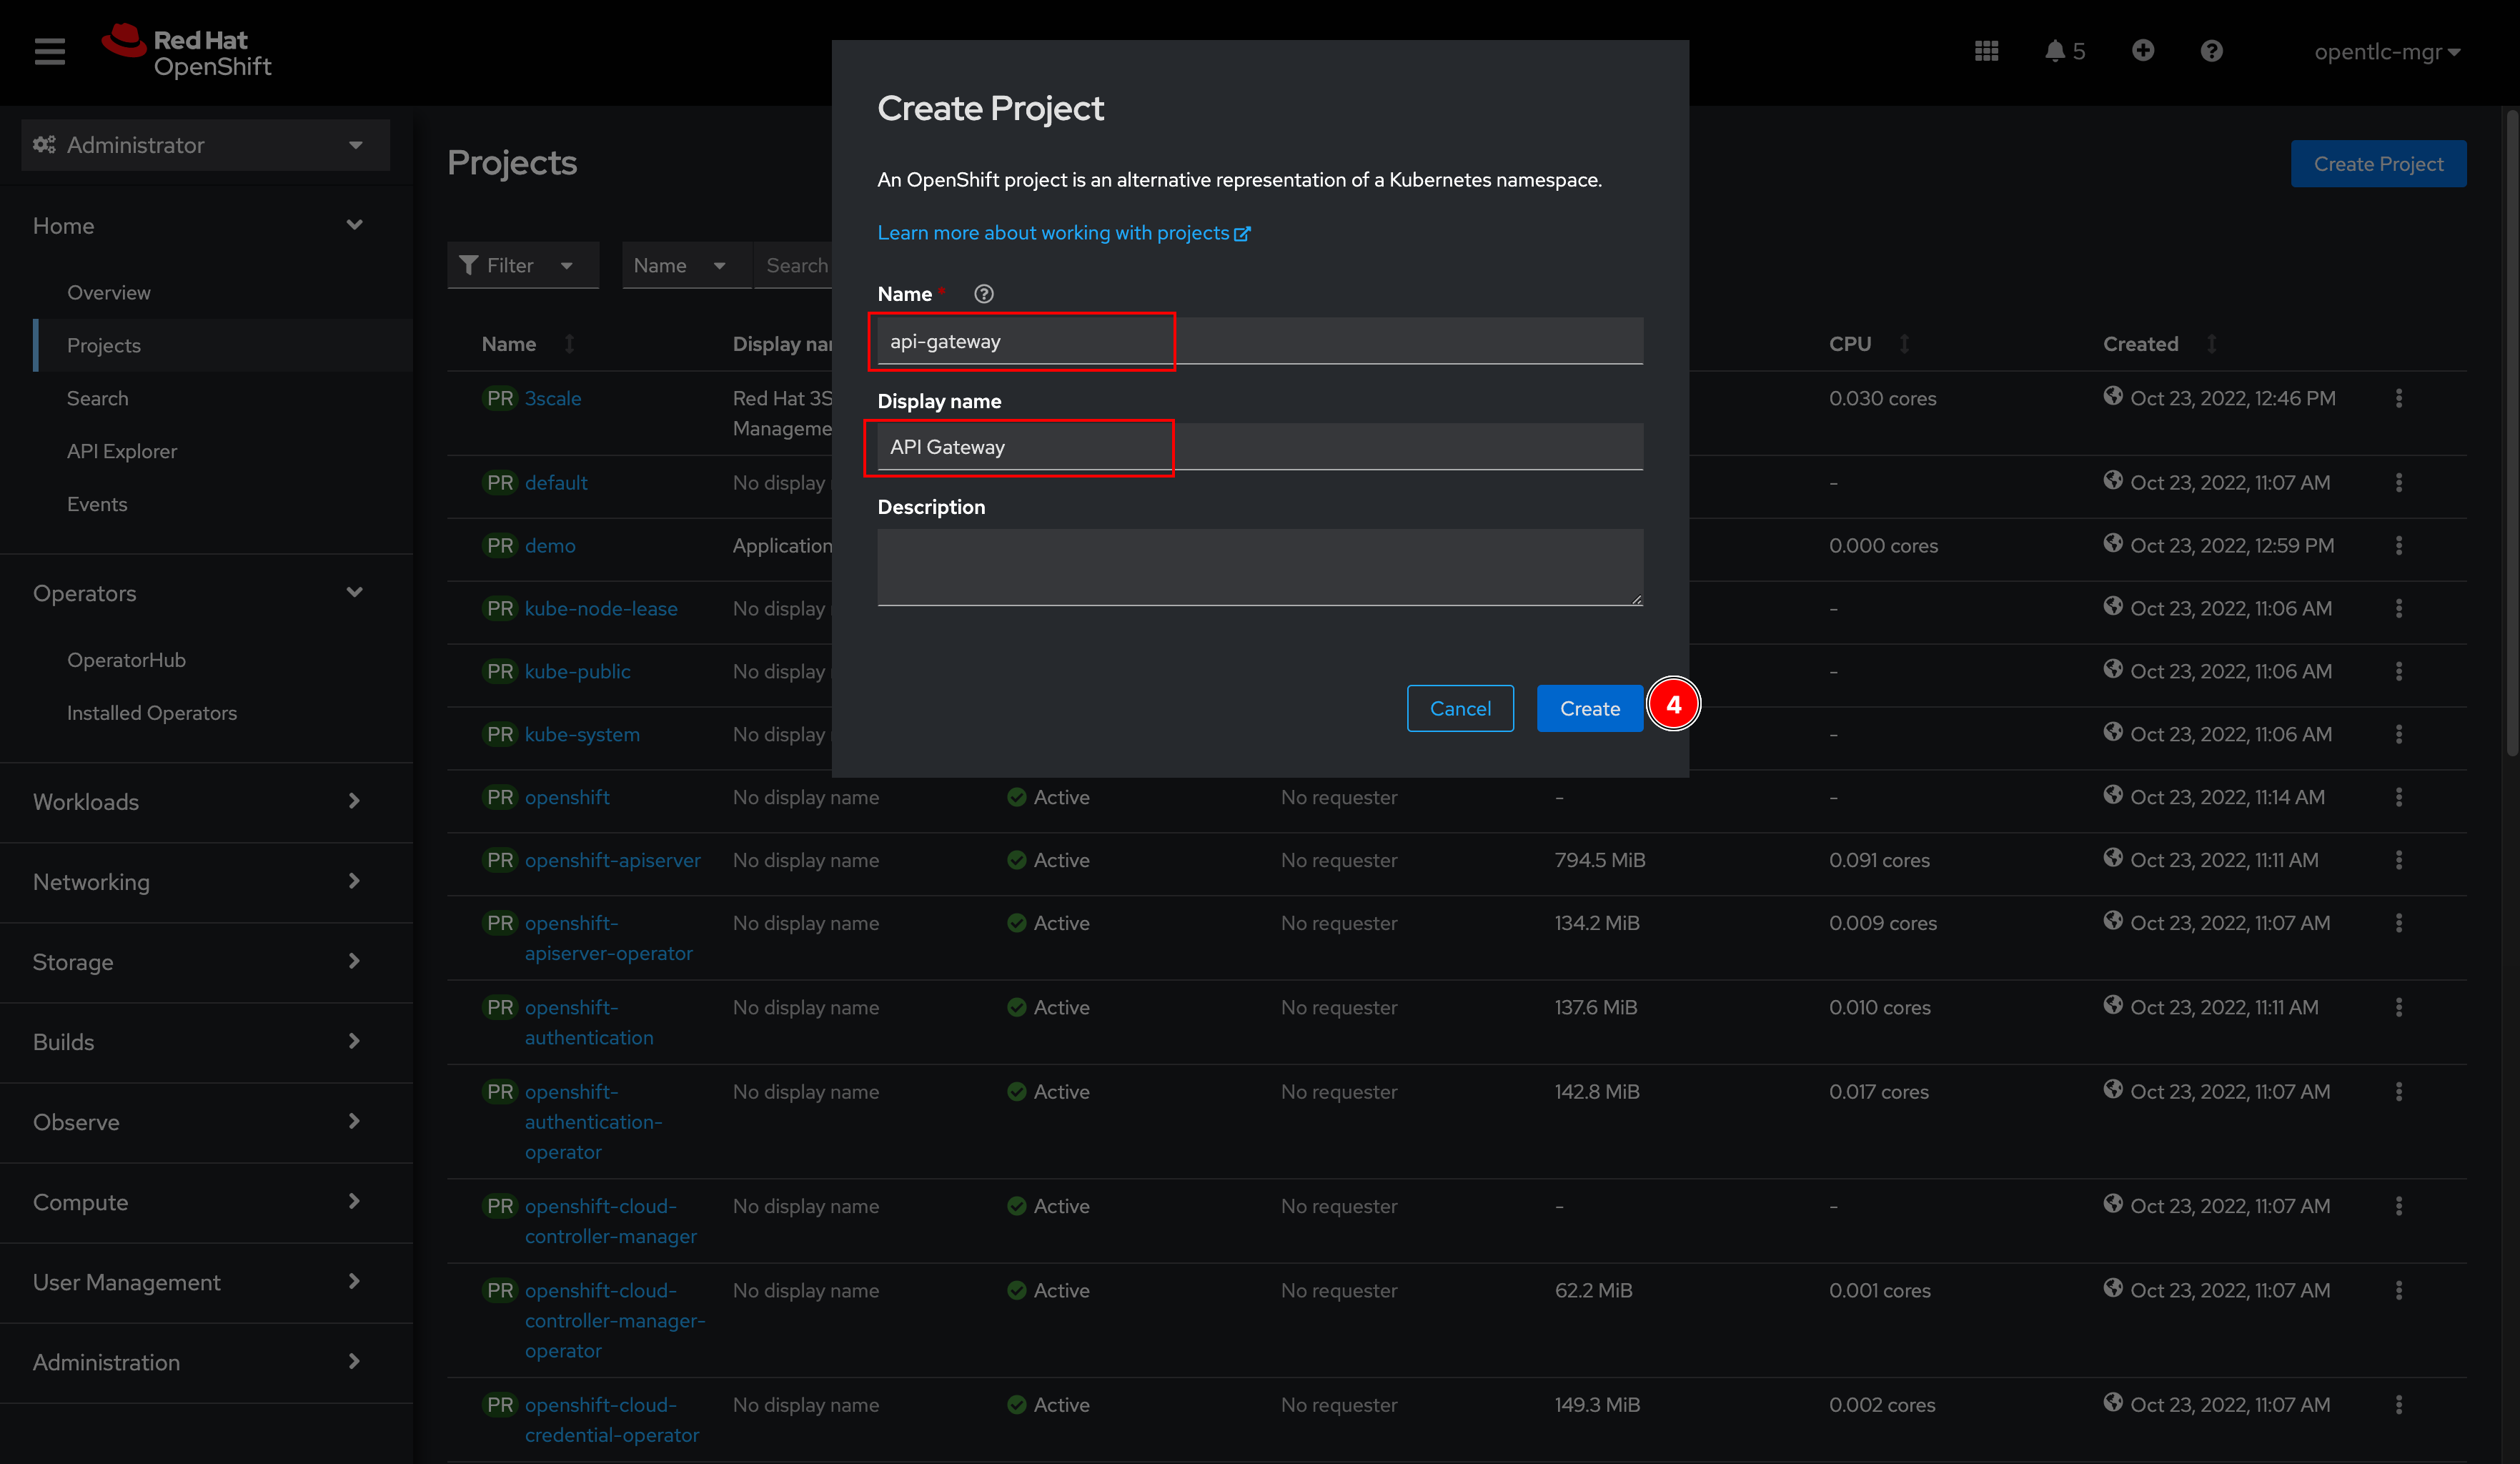 Red Hat
OpenShift
5
opentlc-mgr
Administrator
Home
Overview
Projects
Search
API Explorer
Events
Operators
OperatorHub
Installed Operators
Workloads
Networking
Storage
Builds
Observe
Compute
User Management
Administration
Projects
Create Project
Filter
Name
Search
Create Project
An OpenShift project is an alternative representation of a Kubernetes namespace.
Learn more about working with projects
Name *
api-gateway
Display name
API Gateway
Description
Cancel
Create
4
Name Display nar CPU Created
PR 3scale Red Hat 3S 0.030 cores Oct 23, 2022, 12:46 PM
Manageme
PR default No display - Oct 23, 2022, 11:07 AM
PR demo Application 0.000 cores Oct 23, 2022, 12:59 PM
PR kube-node-lease No display - Oct 23, 2022, 11:06 AM
PR kube-public No display - Oct 23, 2022, 11:06 AM
PR kube-system No display - Oct 23, 2022, 11:06 AM
PR openshift No display name Active No requester - - Oct 23, 2022, 11:14 AM
PR openshift-apiserver No display name Active No requester 794.5 MiB 0.091 cores Oct 23, 2022, 11:11 AM
PR openshift- No display name Active No requester 134.2 MiB 0.009 cores Oct 23, 2022, 11:07 AM
apiserver-operator
PR openshift- No display name Active No requester 137.6 MiB 0.010 cores Oct 23, 2022, 11:11 AM
authentication
PR openshift- No display name Active No requester 142.8 MiB 0.017 cores Oct 23, 2022, 11:07 AM
authentication-
operator
PR openshift-cloud- No display name Active No requester - - Oct 23, 2022, 11:07 AM
controller-manager
PR openshift-cloud- No display name Active No requester 62.2 MiB 0.001 cores Oct 23, 2022, 11:07 AM
controller-manager-
operator
PR openshift-cloud- No display name Active No requester 149.3 MiB 0.002 cores Oct 23, 2022, 11:07 AM
credential-operator